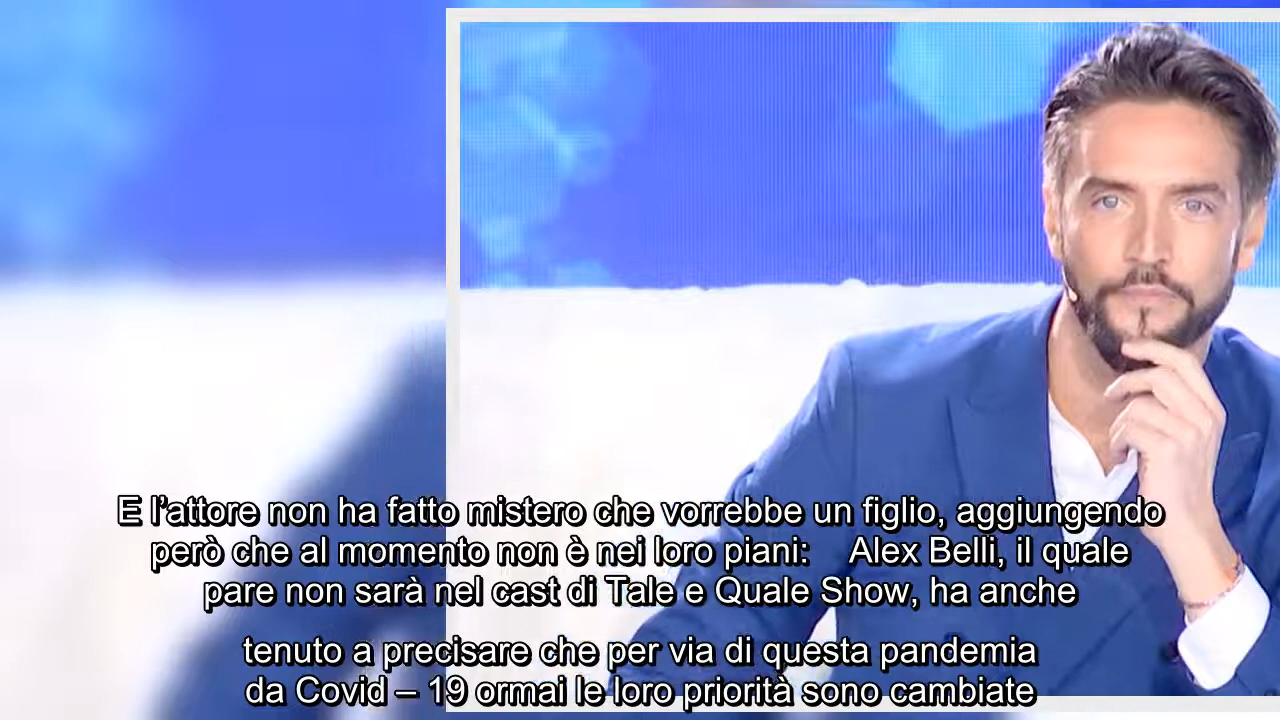 E l'attore non ha fatto mistero che vorrebbe un figlio, aggiungendo
però che al momento non è nei loro piani: Alex Belli, il quale
pare non sarà nel cast di Tale e Quale Show, ha anche
tenuto a precisare che per via di questa pandemia
da Covid – 19 ormai le loro priorità sono cambiate